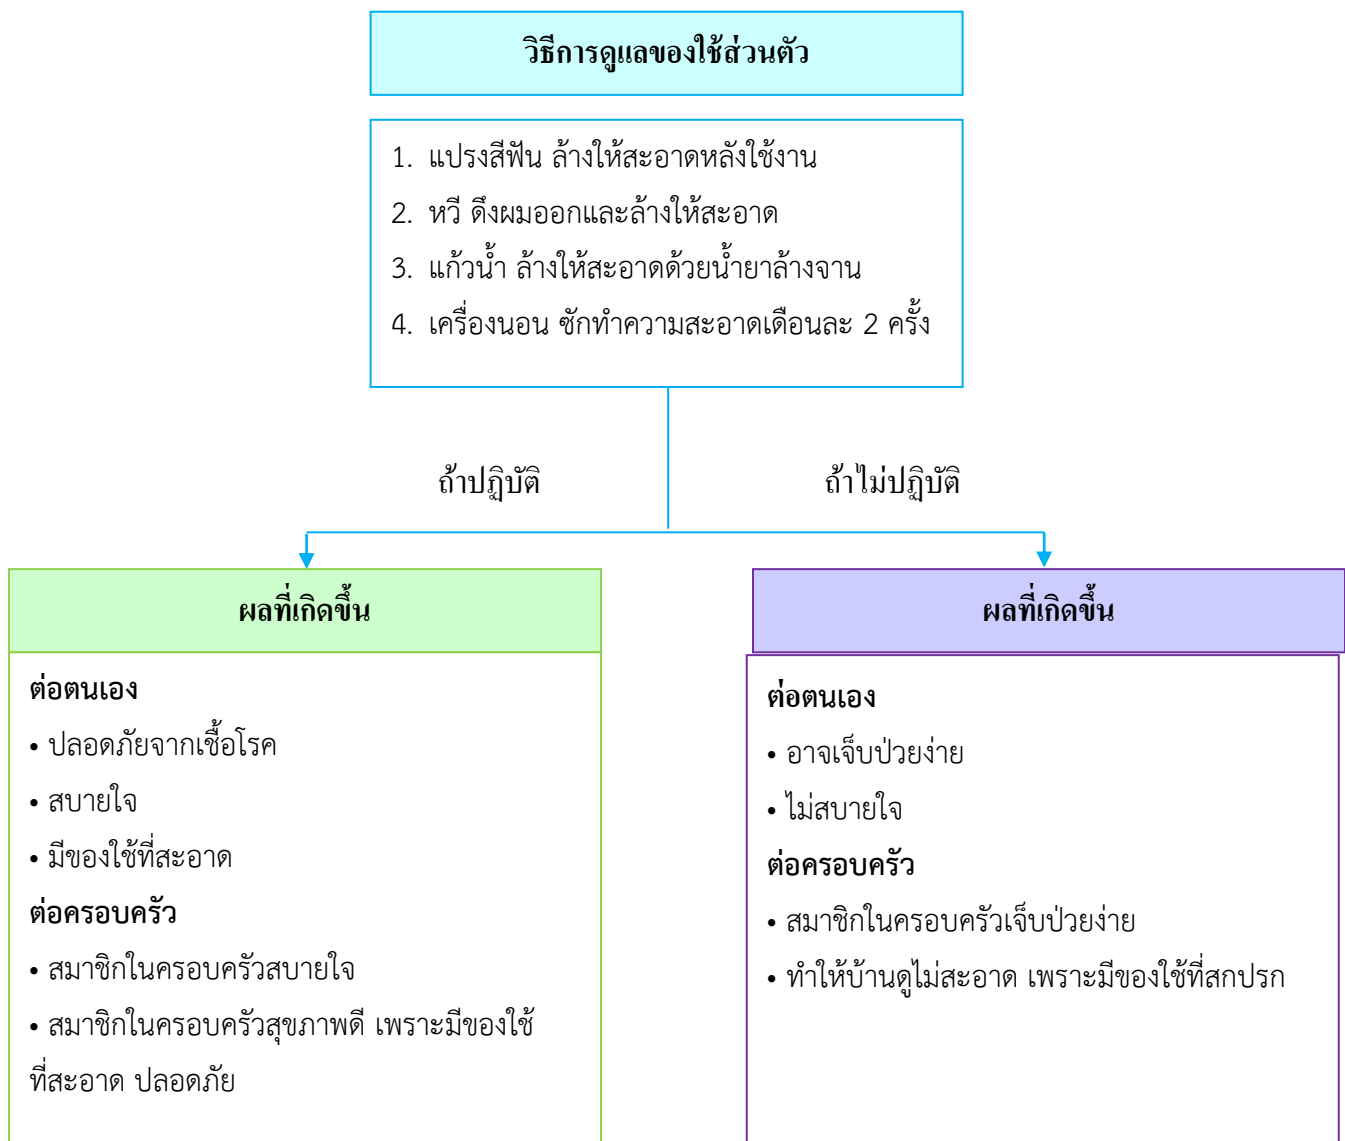 วิธีการดูแลของใช้ส่วนตัว
1. แปรงสีฟัน ล้างให้สะอาดหลังใช้งาน
2. หวี ดึงผมออกและล้างให้สะอาด
3. แก้วน้ำ ล้างให้สะอาดด้วยน้ำยาล้างจาน
4. เครื่องนอน ซักทำความสะอาดเดือนละ 2 ครั้ง
ถ้าปฏิบัติ
ถ้าไม่ปฏิบัติ
ผลที่เกิดขึ้น
ต่อตนเอง
• ปลอดภัยจากเชื้อโรค
• สบายใจ
• มีของใช้ที่สะอาด
ต่อครอบครัว
• สมาชิกในครอบครัวสบายใจ
• สมาชิกในครอบครัวสุขภาพดี เพราะมีของใช้
ที่สะอาด ปลอดภัย
ผลที่เกิดขึ้น
ต่อตนเอง
• อาจเจ็บป่วยง่าย
• ไม่สบายใจ
ต่อครอบครัว
• สมาชิกในครอบครัวเจ็บป่วยง่าย
• ทำให้บ้านดูไม่สะอาด เพราะมีของใช้ที่สกปรก